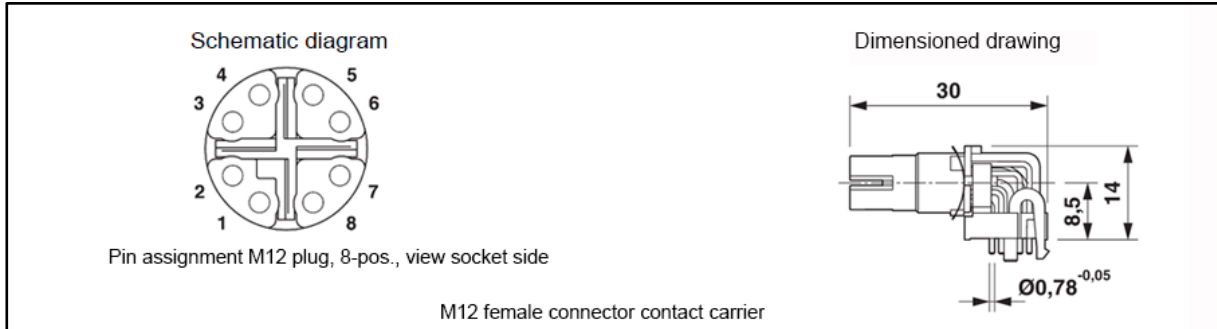 Schematic diagram
Dimensioned drawing
4
5
3
6
2
7
1
8
30
14
8,5
Ø0,78 -0,05
Pin assignment M12 plug, 8-pos., view socket side
M12 female connector contact carrier